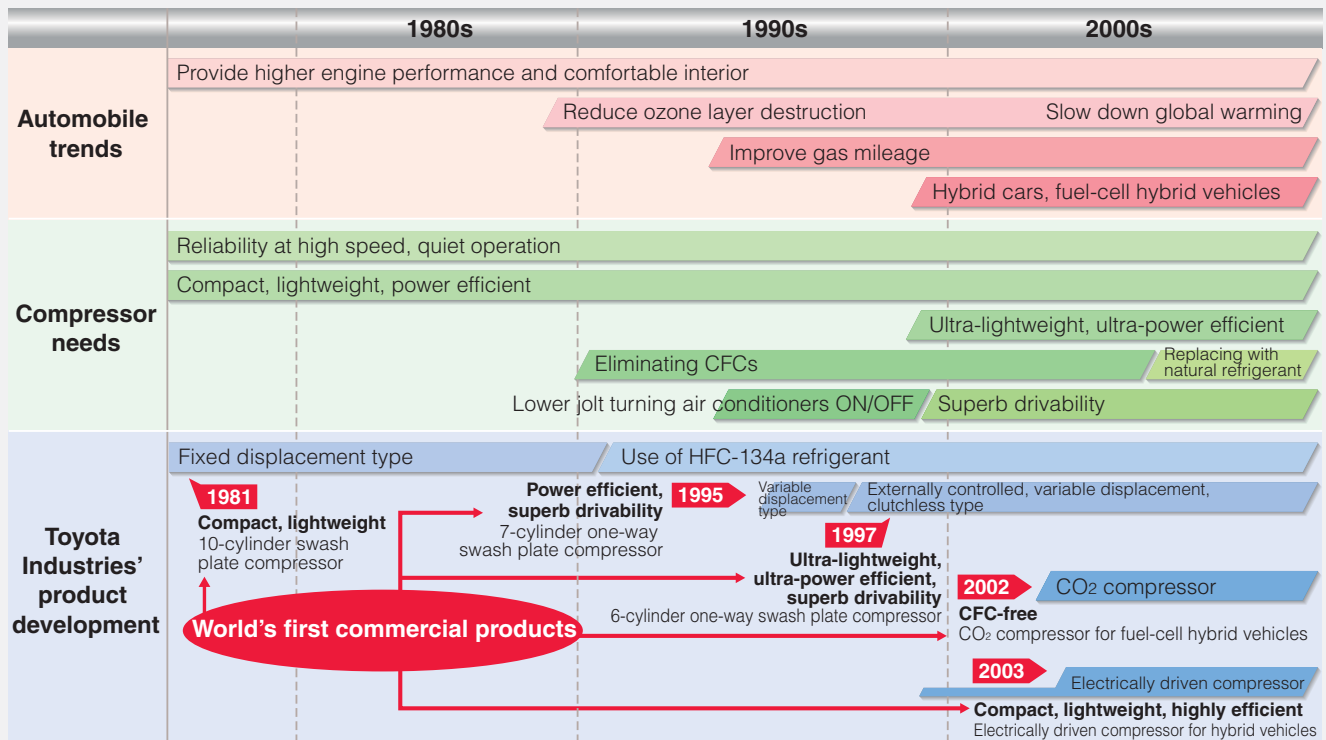 1980s
1990s
2000s
Automobile
trends
Provide higher engine performance and comfortable interior
Reduce ozone layer destruction
Slow down global warming
Improve gas mileage
Hybrid cars, fuel-cell hybrid vehicles
Compressor
needs
Reliability at high speed, quiet operation
Compact, lightweight, power efficient
Ultra-lightweight, ultra-power efficient
Eliminating CFCs
Replacing with
natural refrigerant
Lower jolt turning air conditioners ON/OFF
Superb drivability
Toyota
Industries'
product
development
Fixed displacement type
Use of HFC-134a refrigerant
1981
Compact, lightweight
10-cylinder swash
plate compressor
Power efficient,
superb drivability
7-cylinder one-way
swash plate compressor
1995
Variable
displacement
type
Externally controlled, variable displacement,
clutchless type
1997
Ultra-lightweight,
ultra-power efficient,
superb drivability
6-cylinder one-way swash plate compressor
World's first commercial products
2002
CO2 compressor
CFC-free
CO2 compressor for fuel-cell hybrid vehicles
2003
Electrically driven compressor
Compact, lightweight, highly efficient
Electrically driven compressor for hybrid vehicles